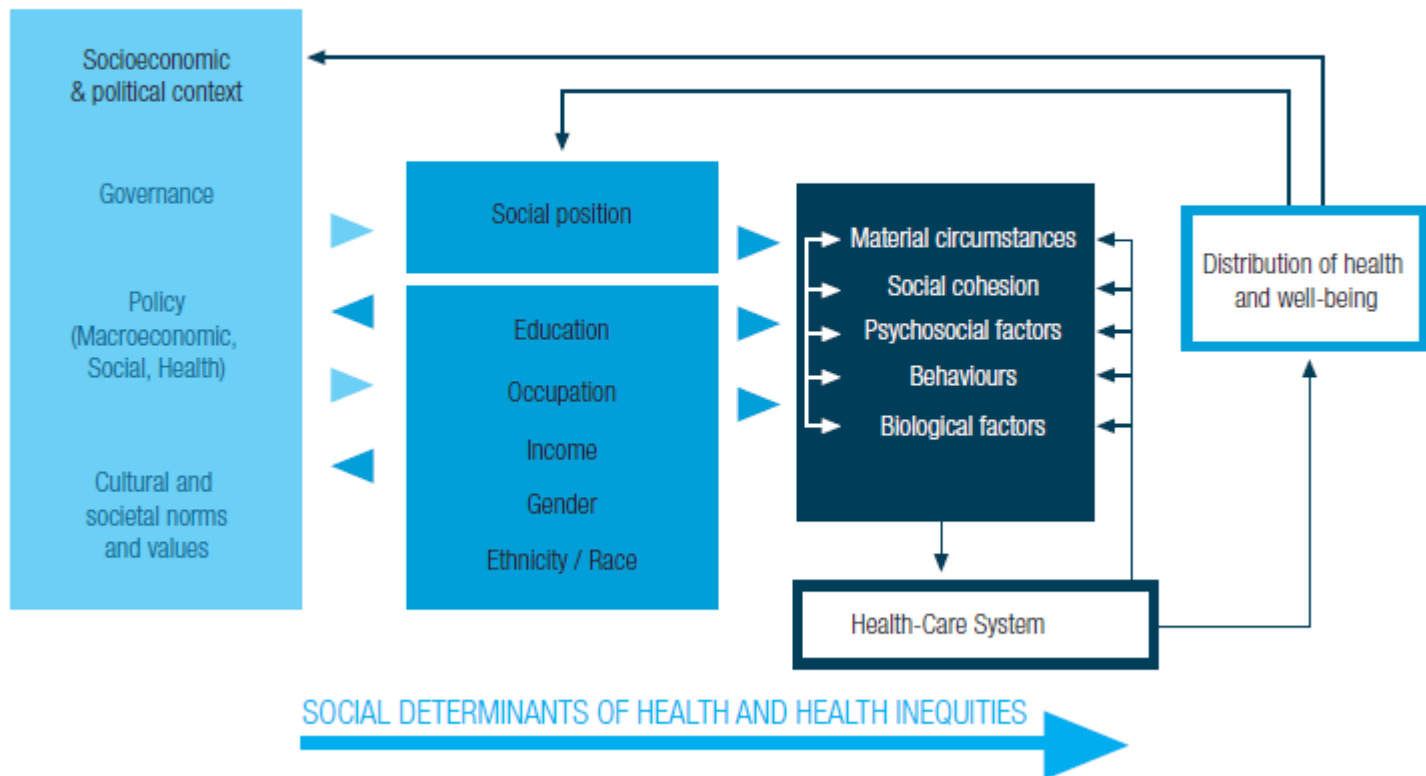 Socioeconomic
& political context
Governance
Policy
(Macroeconomic,
Social, Health)
Cultural and
societal norms
and values
Social position
Education
Occupation
Income
Gender
Ethnicity / Race
Material circumstances
Social cohesion
Psychosocial factors
Behaviours
Biological factors
Health-Care System
Distribution of health
and well-being
SOCIAL DETERMINANTS OF HEALTH AND HEALTH INEQUITIES